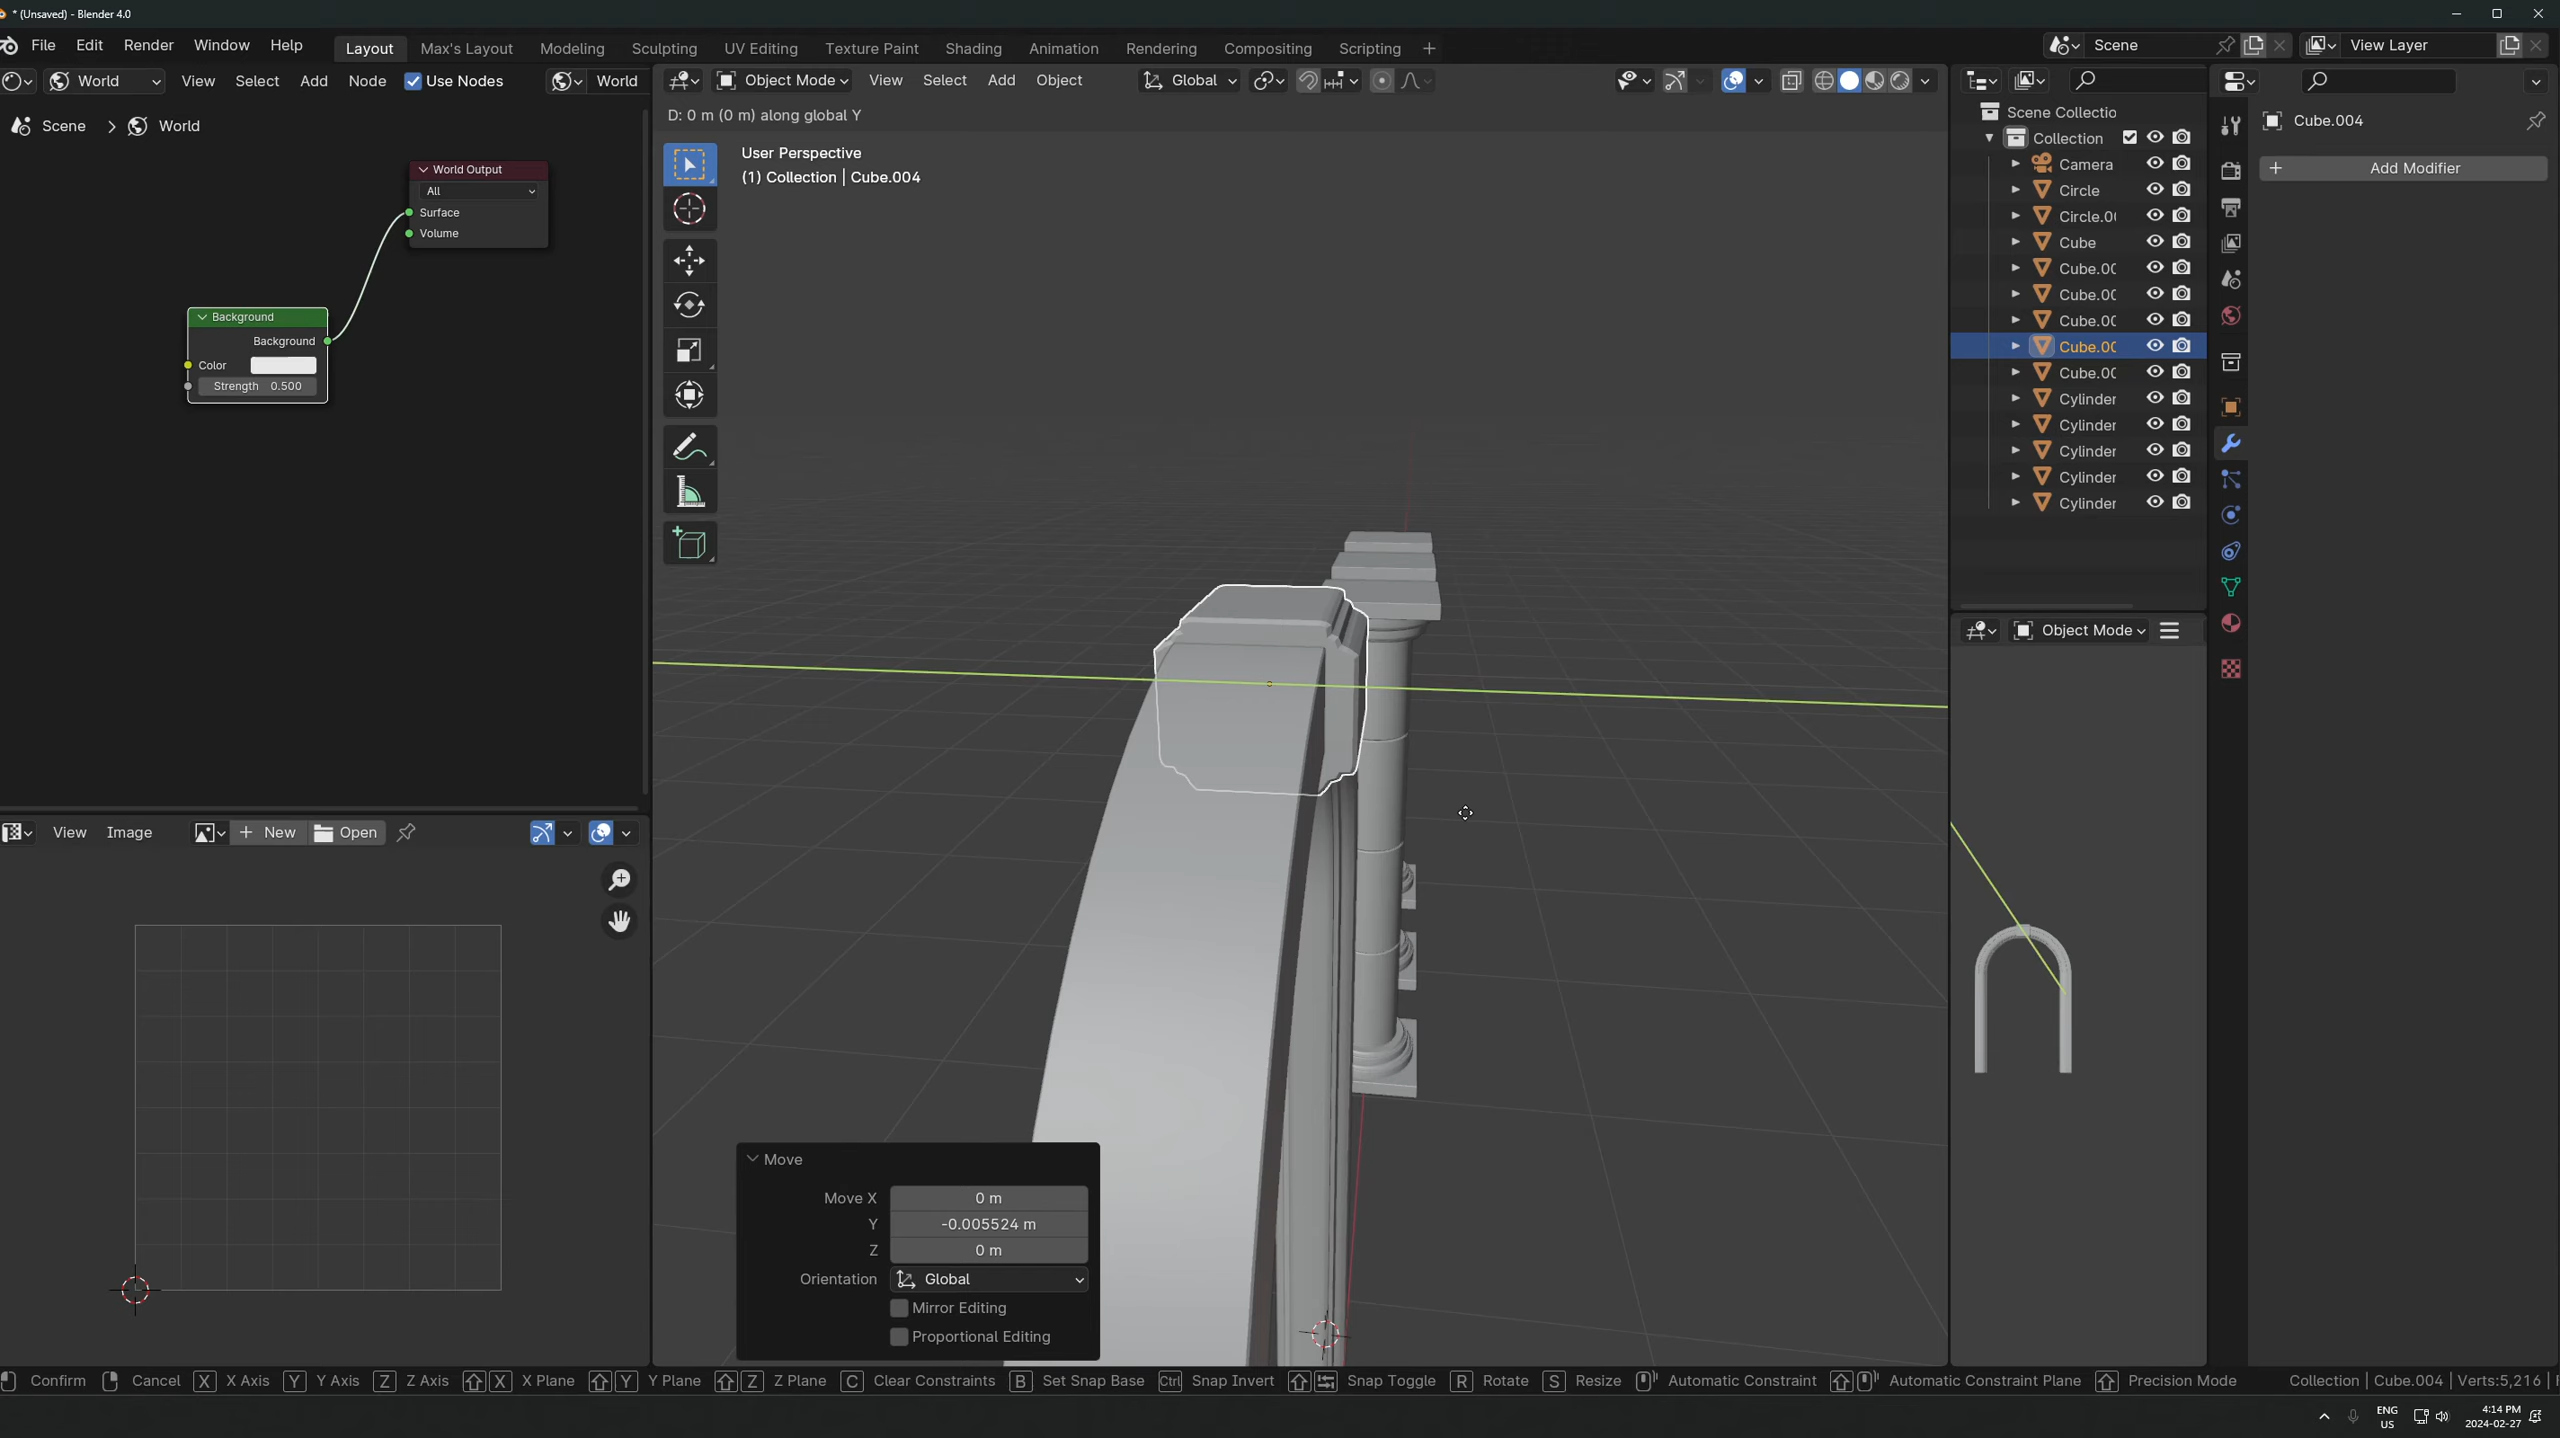 * (Unsaved) - Blender 4.0
File Edit Render Window Help Layout Max's Layout Modeling Sculpting UV Editing Texture Paint Shading Animation Rendering Compositing Scripting + Scene View Layer
World View Select Add Node Use Nodes World
Object Mode View Select Add Object Global
Scene > World
D: 0 m (0 m) along global Y
User Perspective
(1) Collection | Cube.004
World Output
All
Surface
Volume
Background
Background
Color
Strength 0.500
Scene Collectio
Collection
Camera
Circle
Circle.0
Cube
Cube.00
Cube.00
Cube.00
Cube.00
Cube.00
Cylinder
Cylinder
Cylinder
Cylinder
Cylinder
Cube.004
+ Add Modifier
Object Mode
View Image + New Open
Move
Move X 0 m
Y -0.005524 m
Z 0 m
Orientation Global
Mirror Editing
Proportional Editing
Confirm Cancel X X Axis Y Y Axis Z Z Axis X X Plane Y Y Plane Z Z Plane C Clear Constraints B Set Snap Base Ctrl Snap Invert Snap Toggle R Rotate S Resize Automatic Constraint Automatic Constraint Plane Precision Mode Collection | Cube.004 | Verts:5,216 |
ENG
US
4:14 PM
2024-02-27